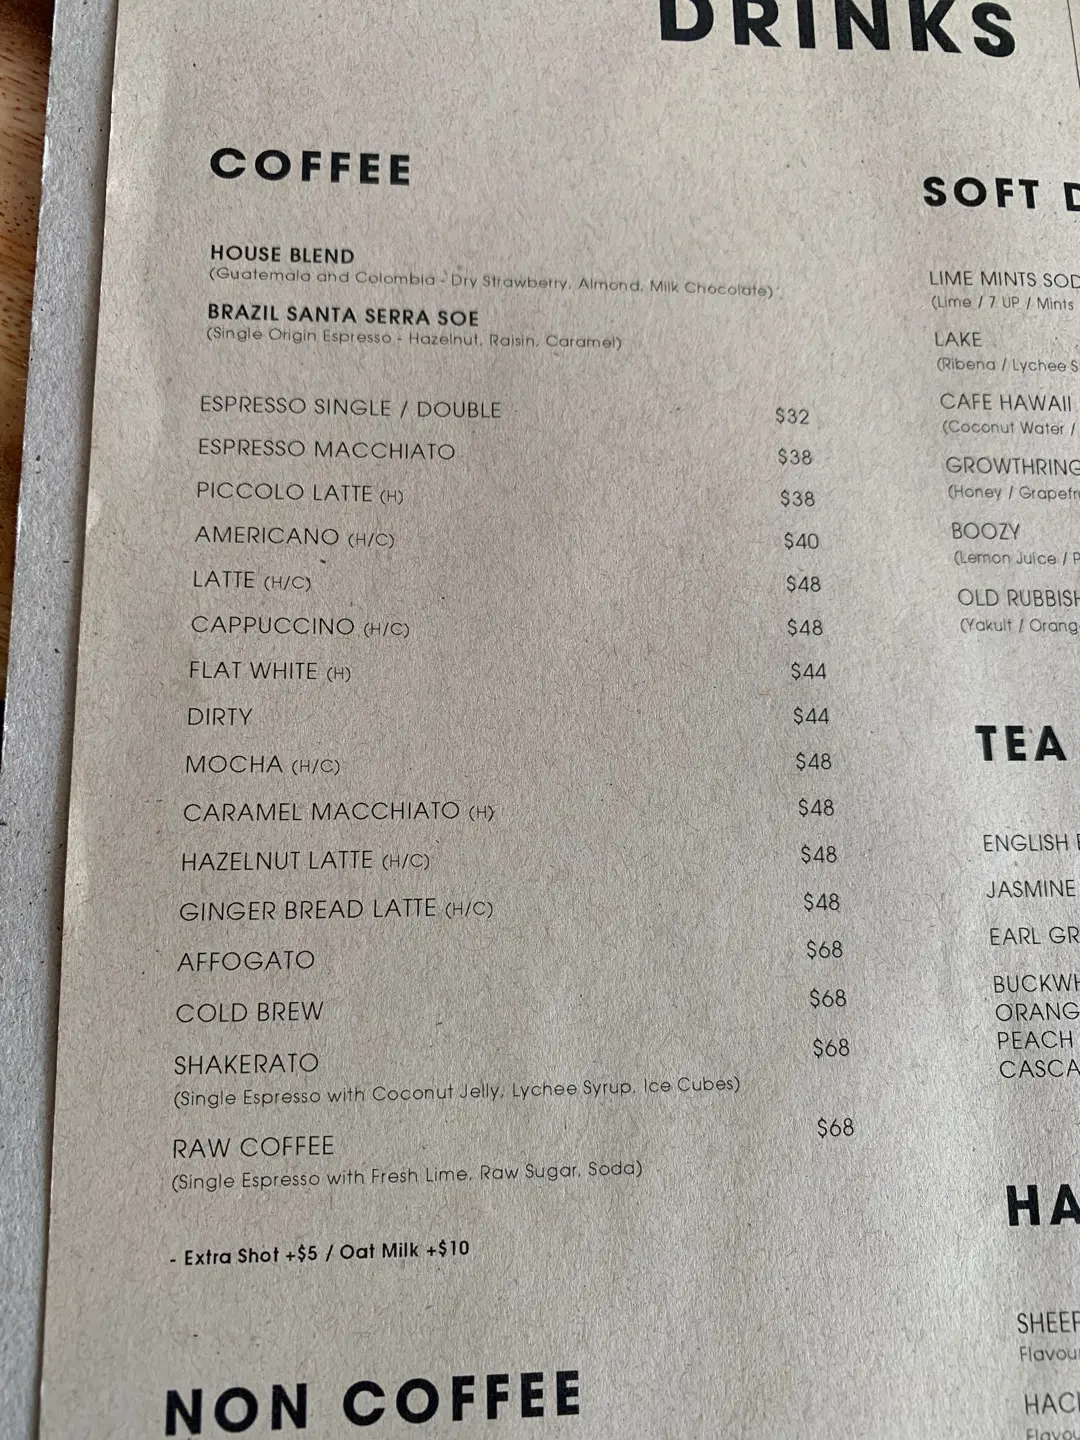 DRINKS
COFFEE
HOUSE BLEND
(Guatemala and Colombia - Dry Strawberry, Almond, Milk Chocolate)
BRAZIL SANTA SERRA SOE
(Single Origin Espresso - Hazelnut, Raisin, Caramel)
ESPRESSO SINGLE / DOUBLE $32
ESPRESSO MACCHIATO $38
PICCOLO LATTE (H) $38
AMERICANO (H/C) $40
LATTE (H/C) $48
CAPPUCCINO (H/C) $48
FLAT WHITE (H) $44
DIRTY $44
MOCHA (H/C) $48
CARAMEL MACCHIATO (H) $48
HAZELNUT LATTE (H/C) $48
GINGER BREAD LATTE (H/C) $48
AFFOGATO $68
COLD BREW $68
SHAKERATO $68
(Single Espresso with Coconut Jelly, Lychee Syrup, Ice Cubes)
RAW COFFEE $68
(Single Espresso with Fresh Lime, Raw Sugar, Soda)
- Extra Shot +$5 / Oat Milk +$10
NON COFFEE
SOFT
LIME MINTS
(Lime / 7 UP / Mints
LAKE
(Ribena / Lychee
CAFE HAWAII
(Coconut Water /
GROWTHRING
(Honey /
BOOZY
(Lemon Juice /
OLD RUBBISH
(Yakult /
TEA
ENGLISH
JASMINE
EARL
PEACH